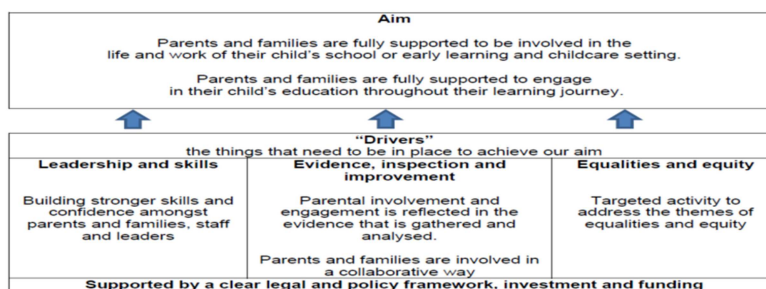 Aim
Parents and families are fully supported to be involved in the
life and work of their child's school or early learning and childcare setting.
Parents and families are fully supported to engage
in their child's education throughout their learning journey.
“Drivers”
the things that need to be in place to achieve our aim
Leadership and skills
Building stronger skills and
confidence amongst
parents and families, staff
and leaders
Evidence, inspection and
improvement
Parental involvement and
engagement is reflected in the
evidence that is gathered and
analysed.
Parents and families are involved in
a collaborative way
Equalities and equity
Targeted activity to
address the themes of
equalities and equity
Supported by a clear legal and policy framework, investment and funding